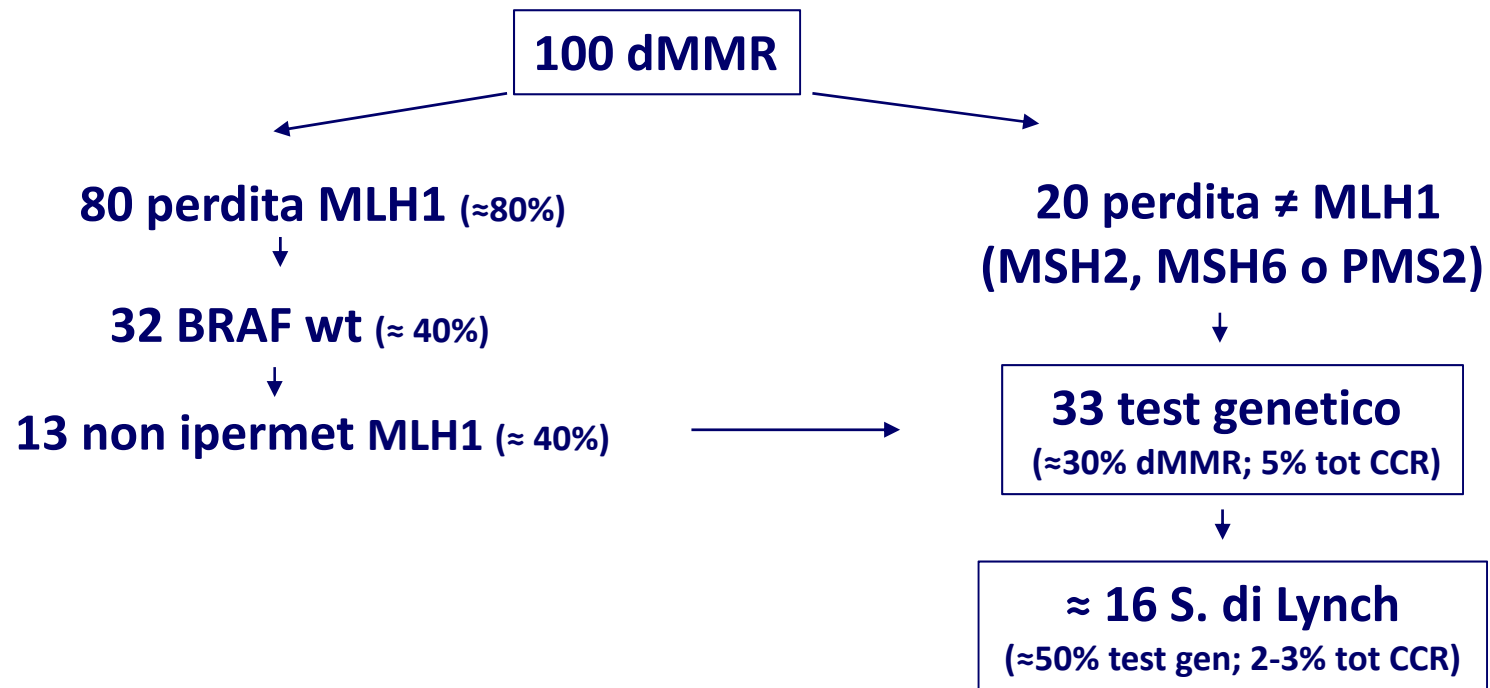 100 dMMR
80 perdita MLH1 (≈80%)
32 BRAF wt (≈ 40%)
13 non ipermet MLH1 (≈ 40%)
20 perdita ≠ MLH1
(MSH2, MSH6 o PMS2)
33 test genetico
(≈30% dMMR; 5% tot CCR)
≈ 16 S. di Lynch
(≈50% test gen; 2-3% tot CCR)